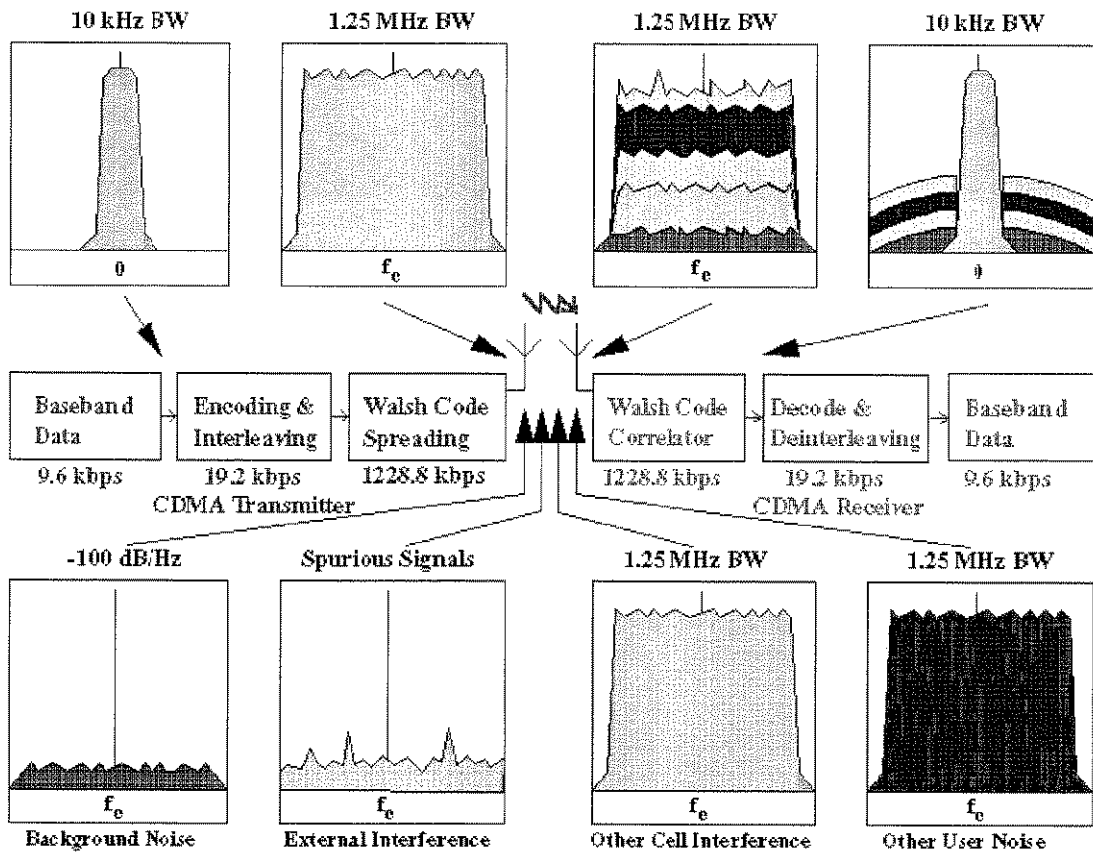 10 kHz BW
1.25 MHz BW
1.25 MHz BW
10 kHz BW
0
fc
fc
0
Baseband
Data
Encoding &
Interleaving
Walsh Code
Spreading
Walsh Code
Correlator
Decode &
Deinterleaving
Baseband
Data
9.6 kbps
19.2 kbps
1228.8 kbps
1228.8 kbps
19.2 kbps
9.6 kbps
CDMA Transmitter
CDMA Receiver
-100 dB/Hz
Spurious Signals
1.25 MHz BW
1.25 MHz BW
fc
fc
fc
fc
Background Noise
External Interference
Other Cell Interference
Other User Noise